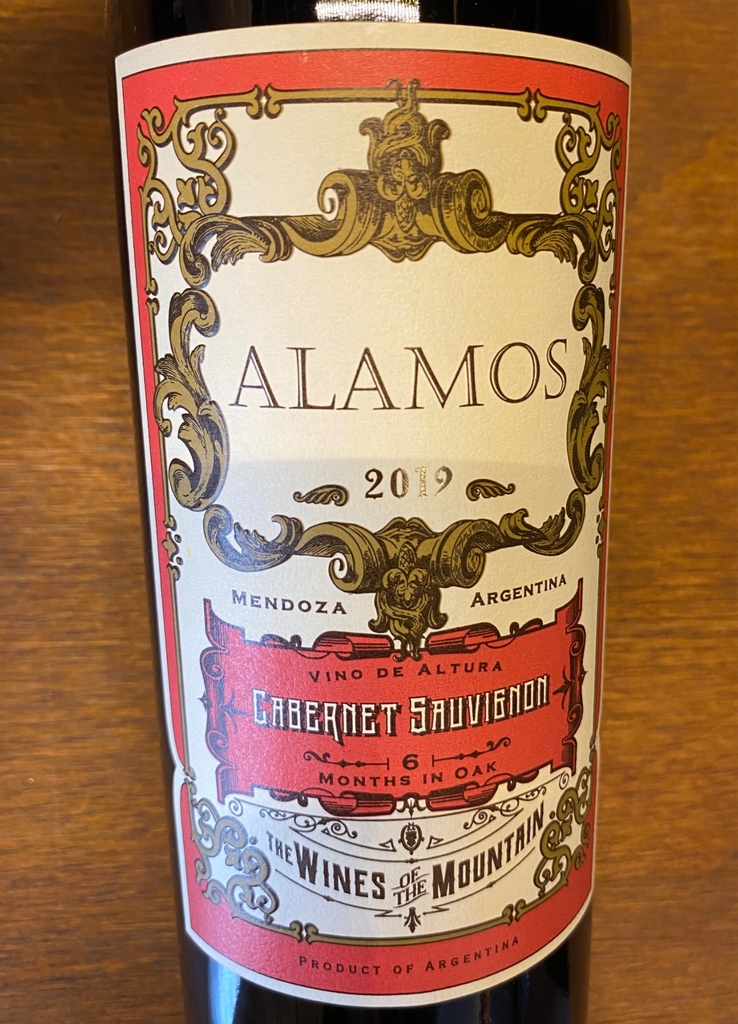 ALAMOS
2019
MENDOZA
ARGENTINA
VINO DE ALTURA
CABERNET SAUVIGNON
6
MONTHS IN OAK
THE WINES OF THE MOUNTAIN
PRODUCT OF ARGENTINA